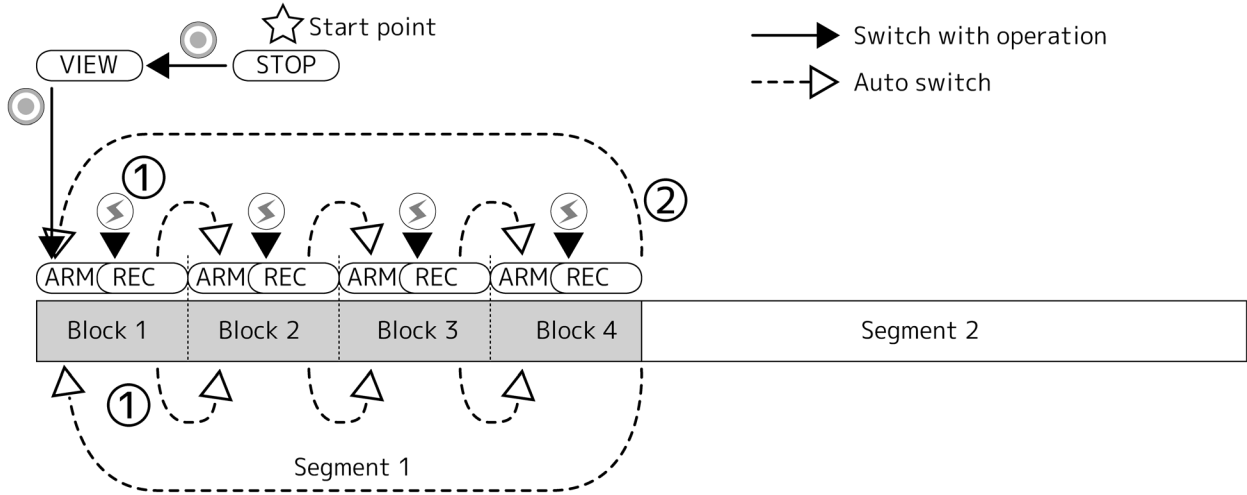 Start point
VIEW
STOP
Switch with operation
Auto switch
①
②
ARM REC ARM REC ARM REC ARM REC
Block 1 Block 2 Block 3 Block 4 Segment 2
①
Segment 1